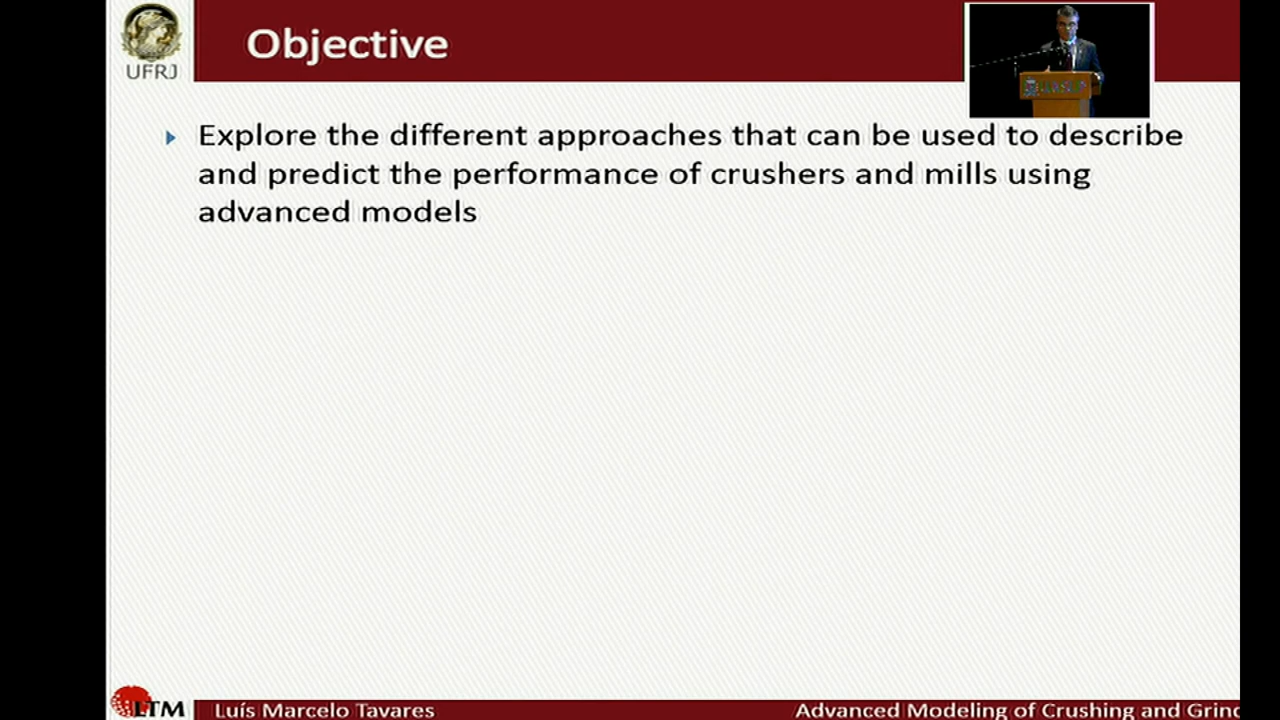 UFRJ
Objective
Explore the different approaches that can be used to describe
and predict the performance of crushers and mills using
advanced models
LTM
Luís Marcelo Tavares
Advanced Modeling of Crushing and Grind